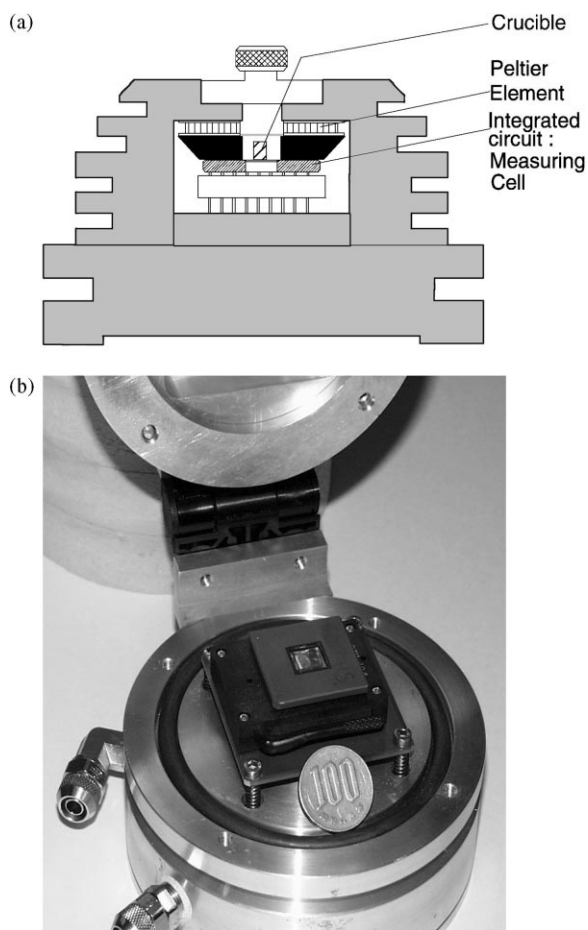 (a)
Crucible
Peltier
Element
Integrated
circuit :
Measuring
Cell
(b)
100